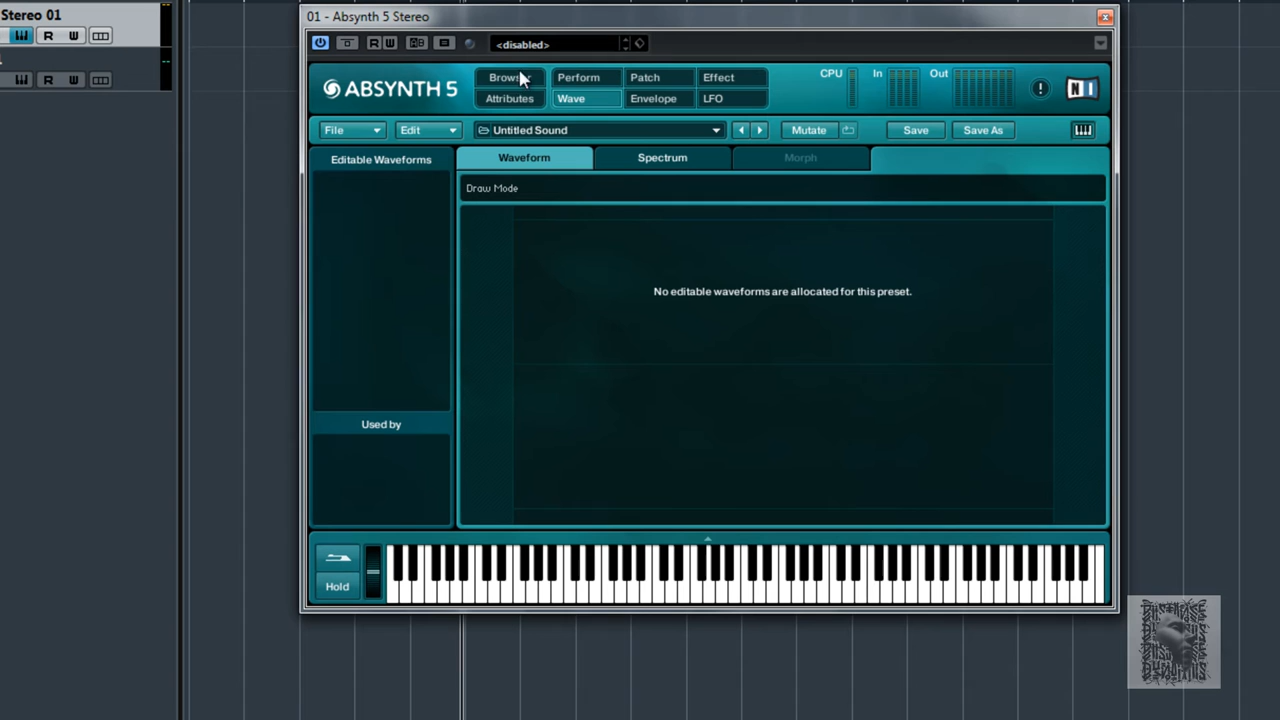 Stereo 01
R W
R W
01 - Absynth 5 Stereo
R W
<disabled>
ABSYNTH 5
Browser Perform Patch Effect
Attributes Wave Envelope LFO
CPU In Out
! NI
File Edit Untitled Sound Mutate Save Save As
Editable Waveforms Waveform Spectrum Morph
Draw Mode
No editable waveforms are allocated for this preset.
Used by
Hold